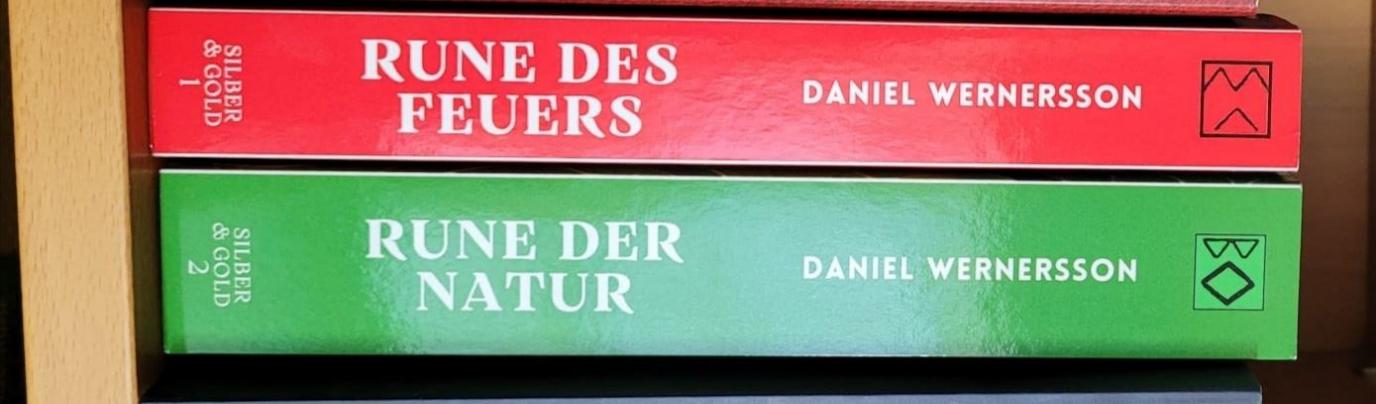 SILBER
& GOLD
1
RUNE DES
FEUERS
DANIEL WERNERSSON
SILBER
& GOLD
2
RUNE DER
NATUR
DANIEL WERNERSSON